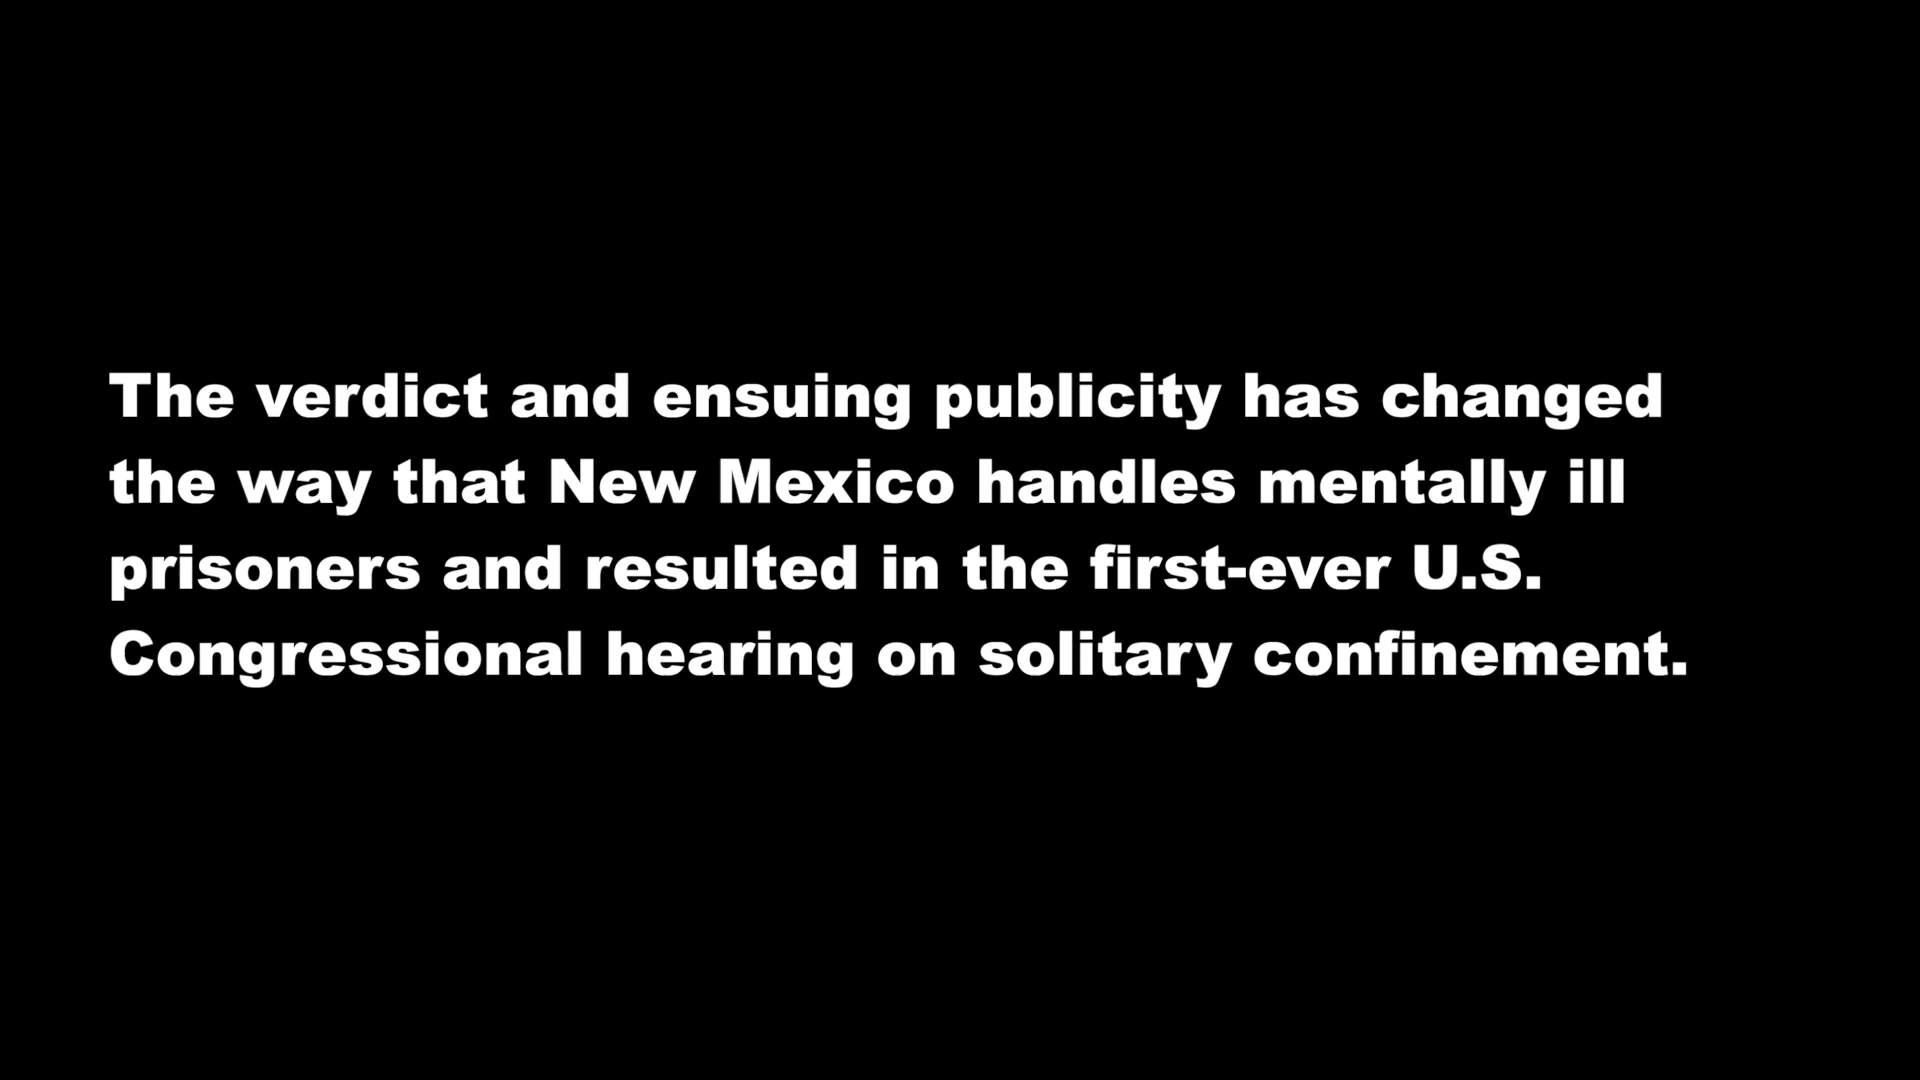 The verdict and ensuing publicity has changed
the way that New Mexico handles mentally ill
prisoners and resulted in the first-ever U.S.
Congressional hearing on solitary confinement.